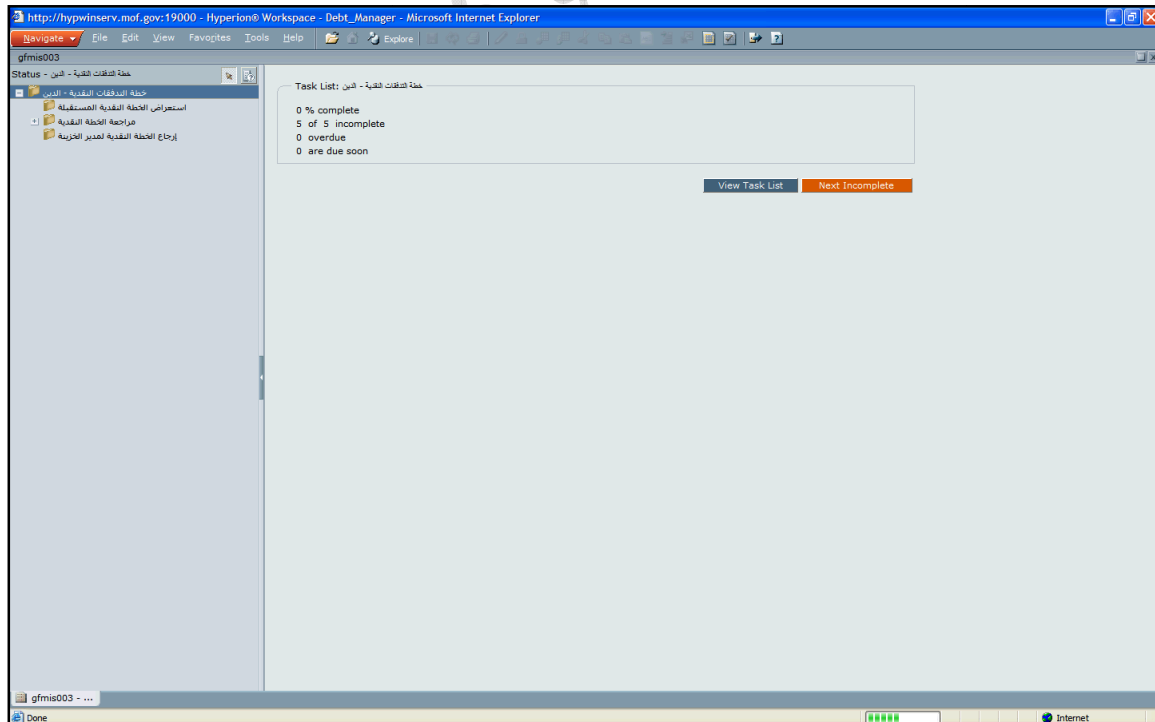 http://hypwinserv.mof.gov:19000 - Hyperion® Workspace - Debt_Manager - Microsoft Internet Explorer
Navigate File Edit View Favorites Tools Help Explore
gfmis003
Status - خطة التدفقات النقدية - الدين
خطة التدفقات النقدية - الدين
استعراض الخطة النقدية المستقبلة
مراجعة الخطة النقدية
إرجاع الخطة النقدية لمدير الخزينة
Task List: خطة التدفقات النقدية - الدين
0 % complete
5 of 5 incomplete
0 overdue
0 are due soon
View Task List Next Incomplete
gfmis003 - ...
Done Internet